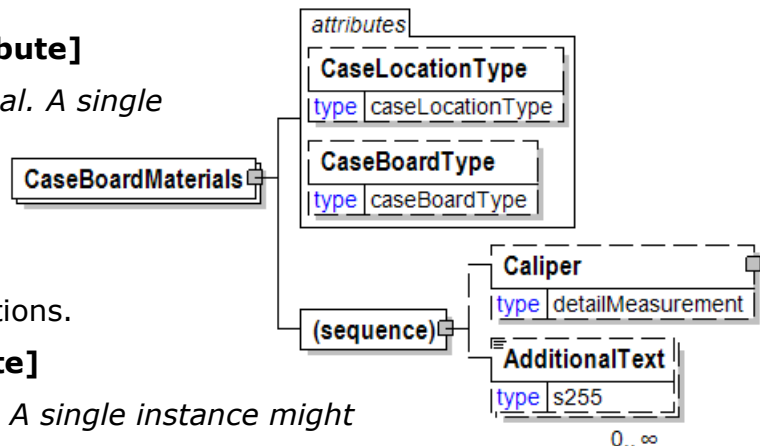 bute]
al. A single
tions.
te]
A single instance might
attributes
CaseLocationType
type caseLocationType
CaseBoardType
type caseBoardType
CaseBoardMaterials
(sequence)
Caliper
type detailMeasurement
AdditionalText
type s255
0..∞